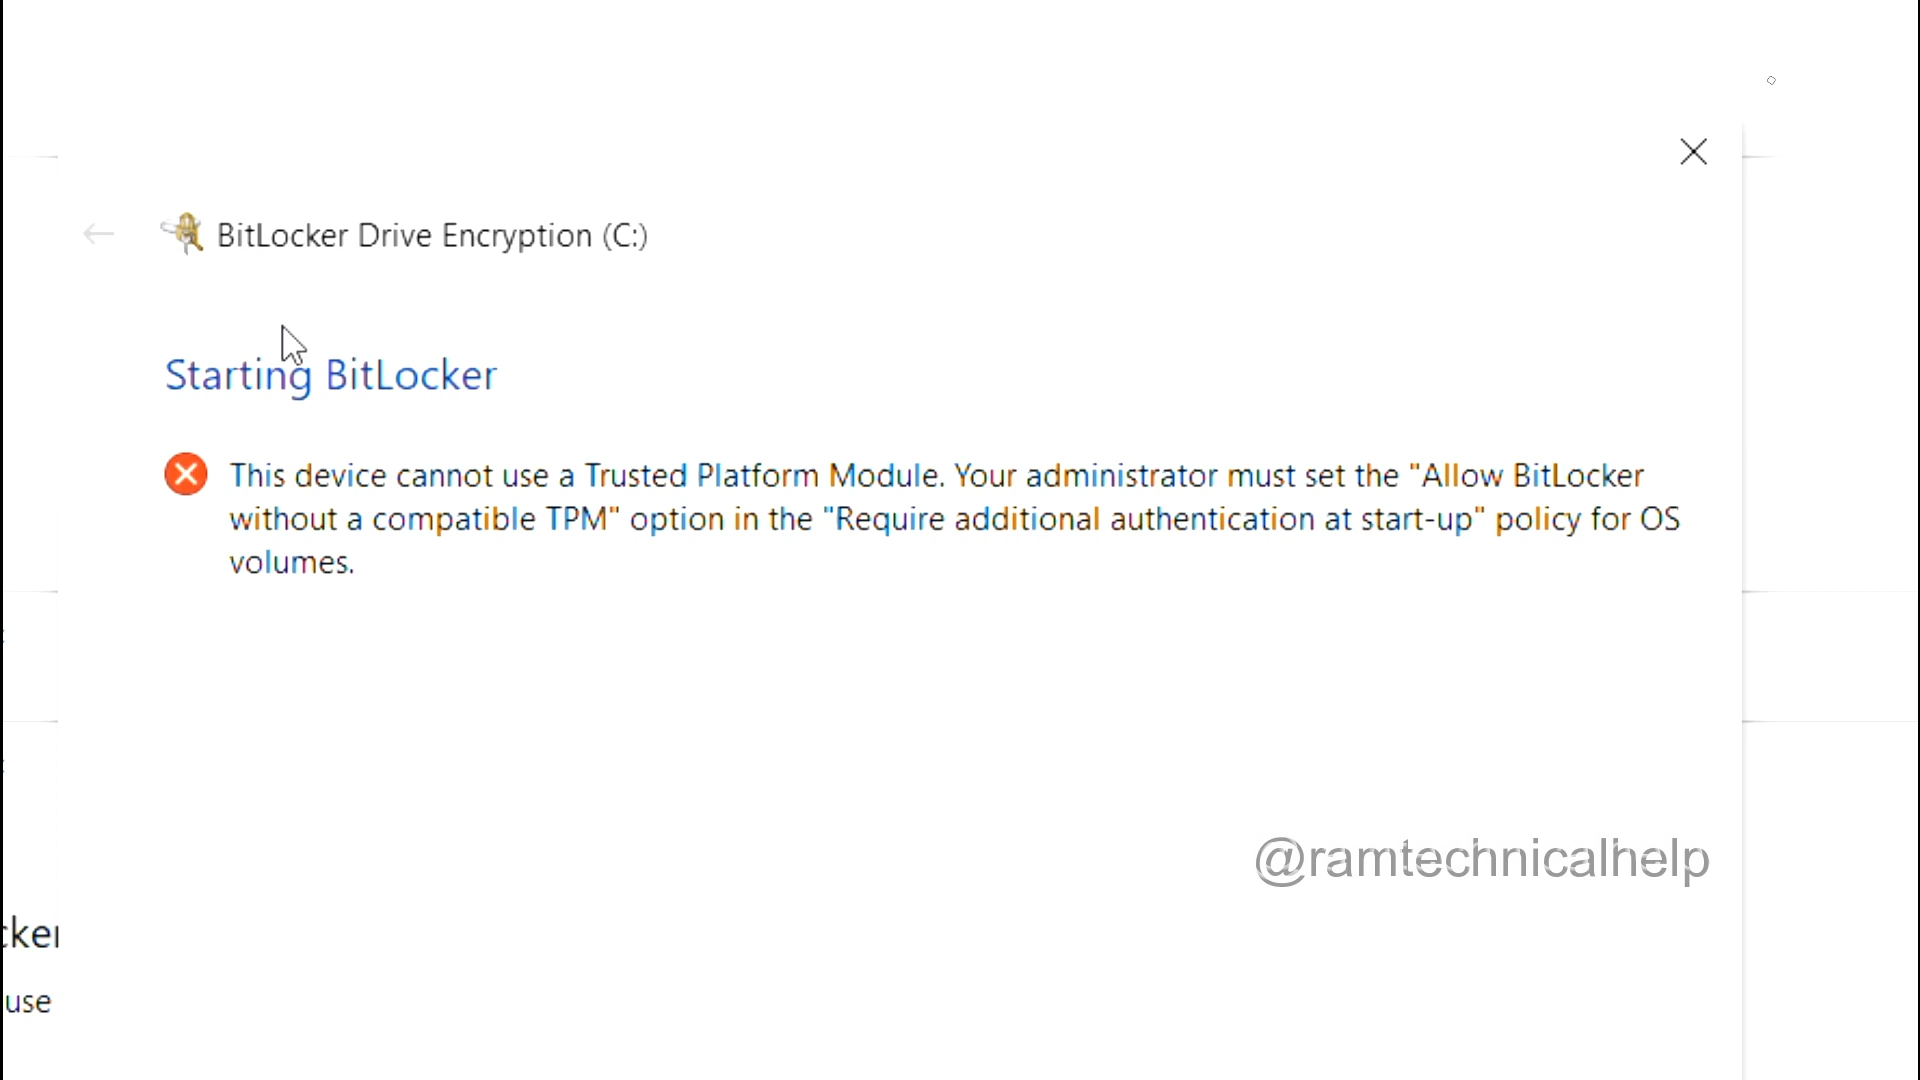 BitLocker Drive Encryption (C:)
Starting BitLocker
This device cannot use a Trusted Platform Module. Your administrator must set the "Allow BitLocker
without a compatible TPM" option in the "Require additional authentication at start-up" policy for OS
volumes.
@ramtechnicalhelp
use